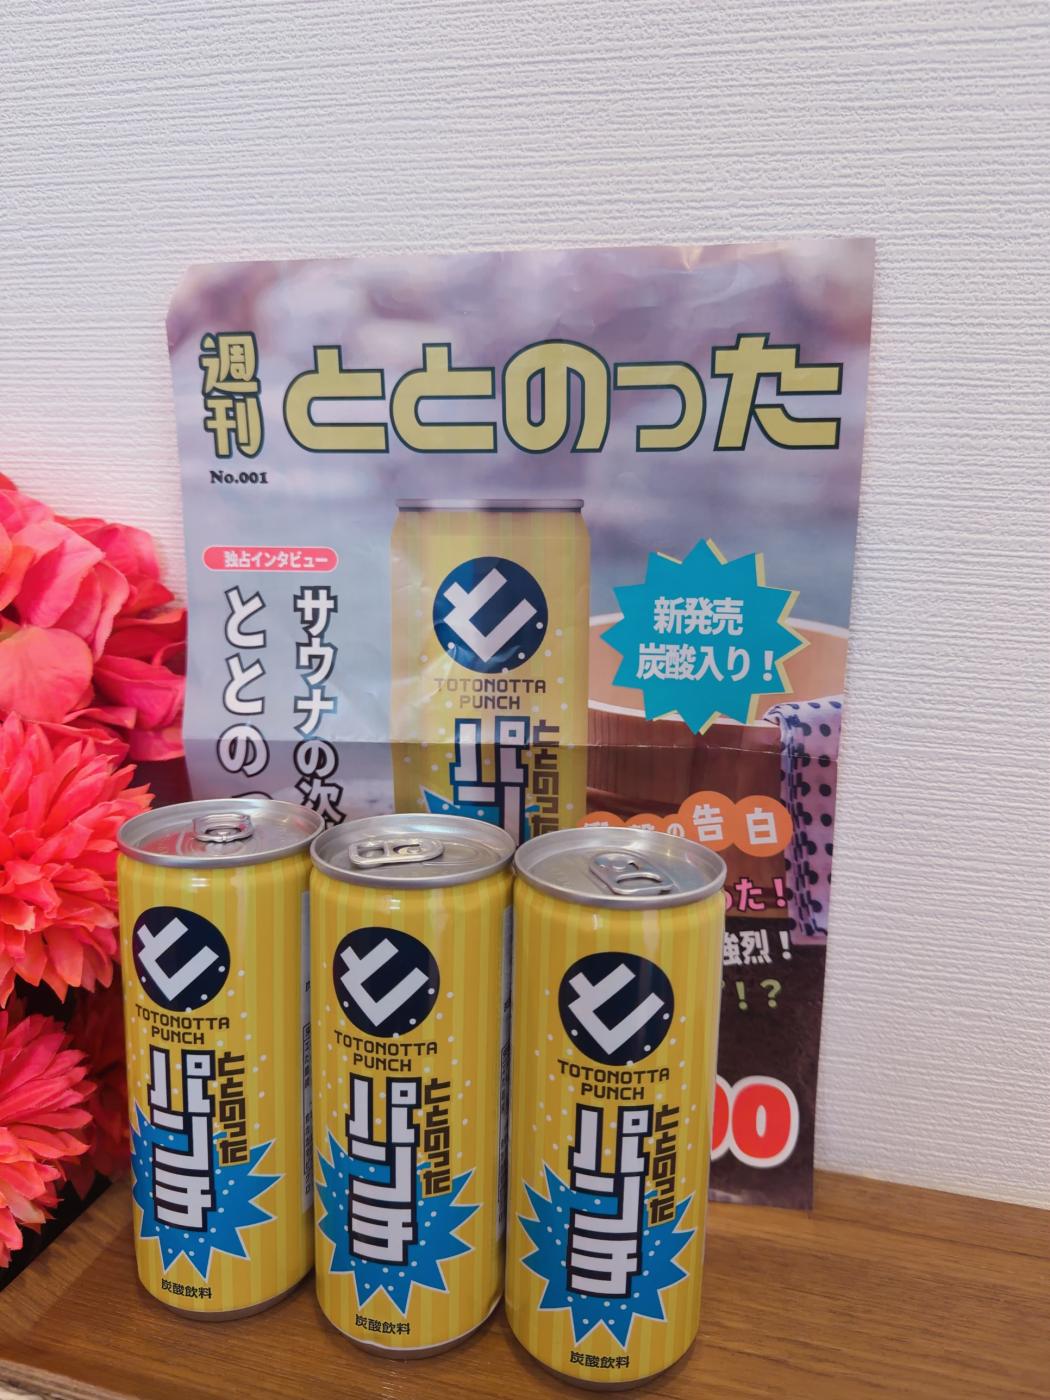 週刊
ととのった
No.001
独占インタビュー
サウナの次
ととの
新発売
炭酸入り！
と
TOTONOTTA
PUNCH
ととのった
パン
の告白
った！
強烈！
！？
00
と
TOTONOTTA
PUNCH
ととのった
パンチ
炭酸飲料
と
TOTONOTTA
PUNCH
ととのった
パンチ
炭酸飲料
と
TOTONOTTA
PUNCH
ととのった
パンチ
炭酸飲料